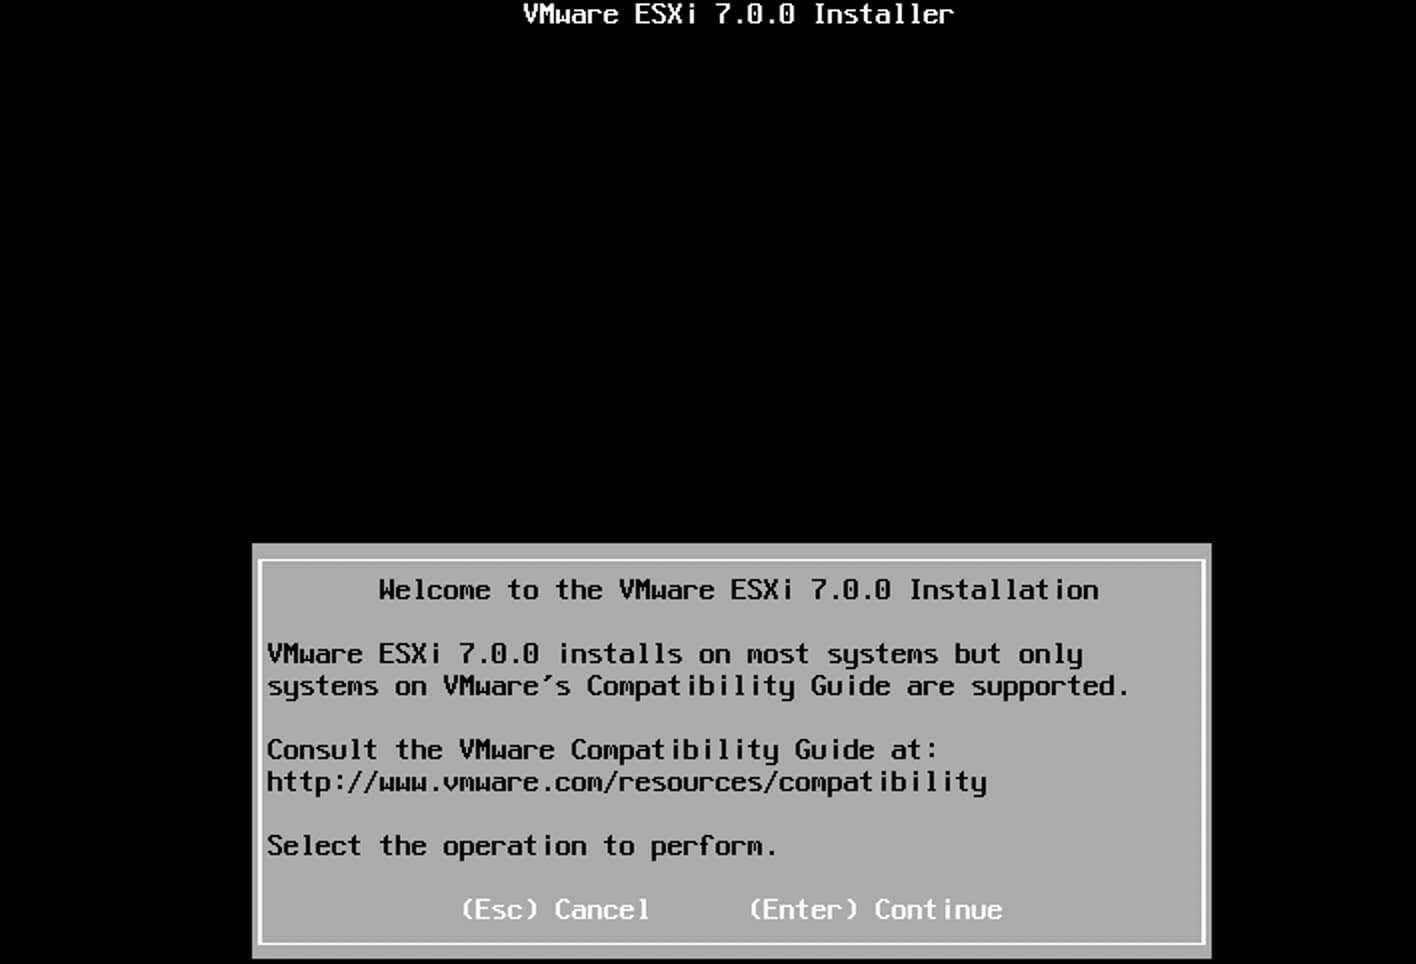 VMware ESXi 7.0.0 Installer
Welcome to the VMware ESXi 7.0.0 Installation
VMware ESXi 7.0.0 installs on most systems but only
systems on VMware's Compatibility Guide are supported.
Consult the VMware Compatibility Guide at:
http://www.vmware.com/resources/compatibility
Select the operation to perform.
(Esc) Cancel (Enter) Continue